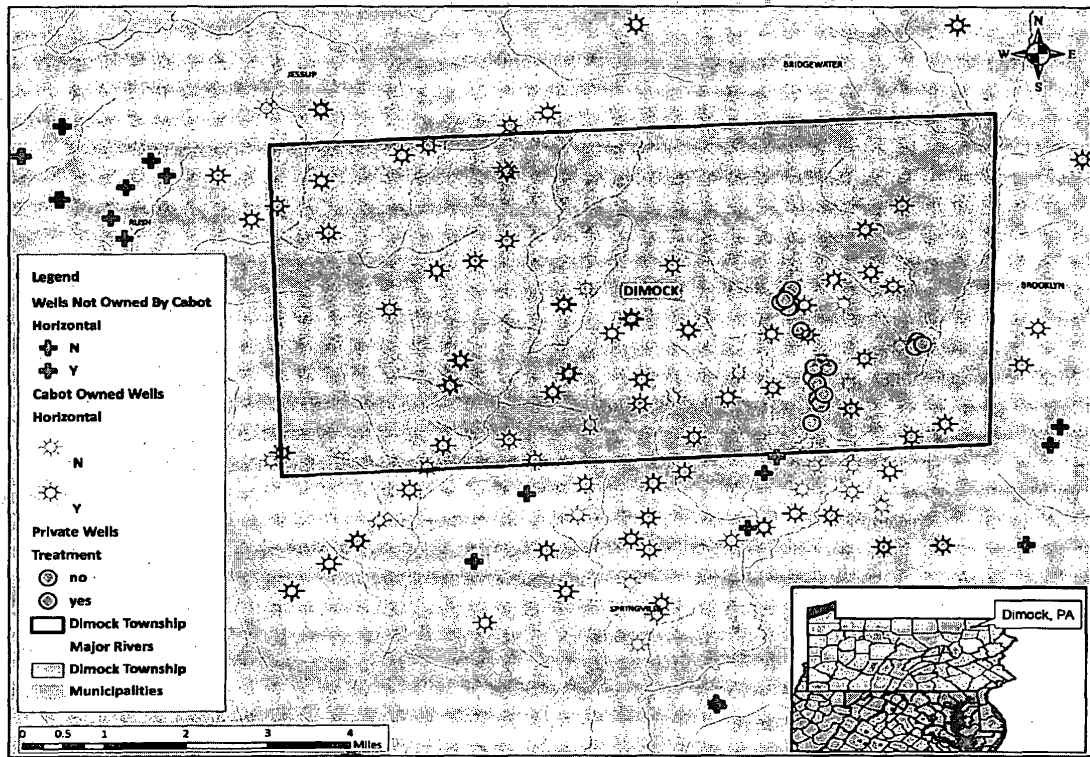 N
W E
S
JESSUP
BRIDGEWATER
RUSH
DIMOCK
BROOKLYN
Legend
Wells Not Owned By Cabot
Horizontal
N
Y
Cabot Owned Wells
Horizontal
N
Y
Private Wells
Treatment
no
yes
Dimock Township
Major Rivers
Dimock Township
Municipalities
SPRINGVILLE
Dimock, PA
0 0.5 1 2 3 4
Miles